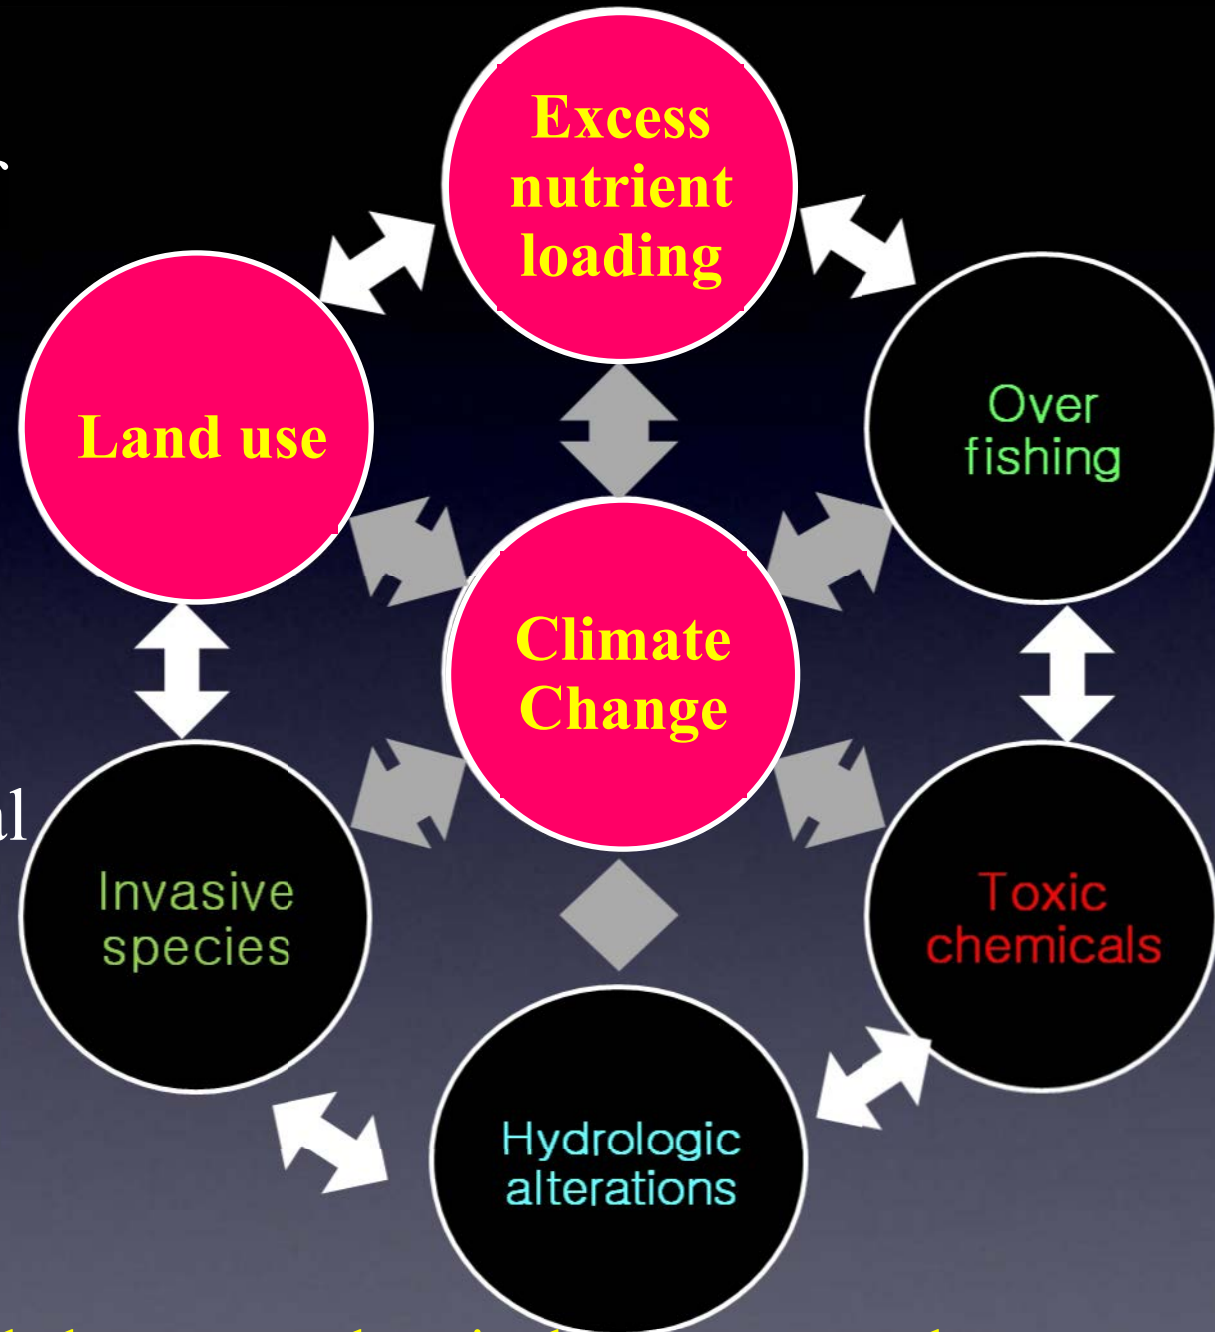 Excess
nutrient
loading
Land use
Over
fishing
Climate
Change
Invasive
species
Toxic
chemicals
Hydrologic
alterations